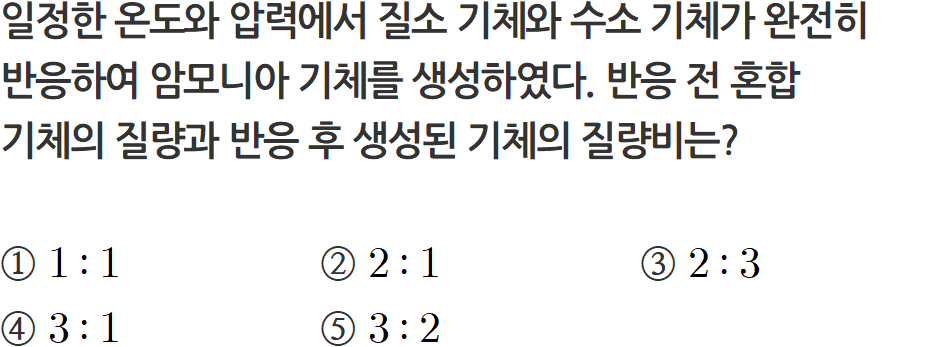 일정한 온도와 압력에서 질소 기체와 수소 기체가 완전히
반응하여 암모니아 기체를 생성하였다. 반응 전 혼합
기체의 질량과 반응 후 생성된 기체의 질량비는?
① 1 : 1 ② 2 : 1 ③ 2 : 3
④ 3 : 1 ⑤ 3 : 2